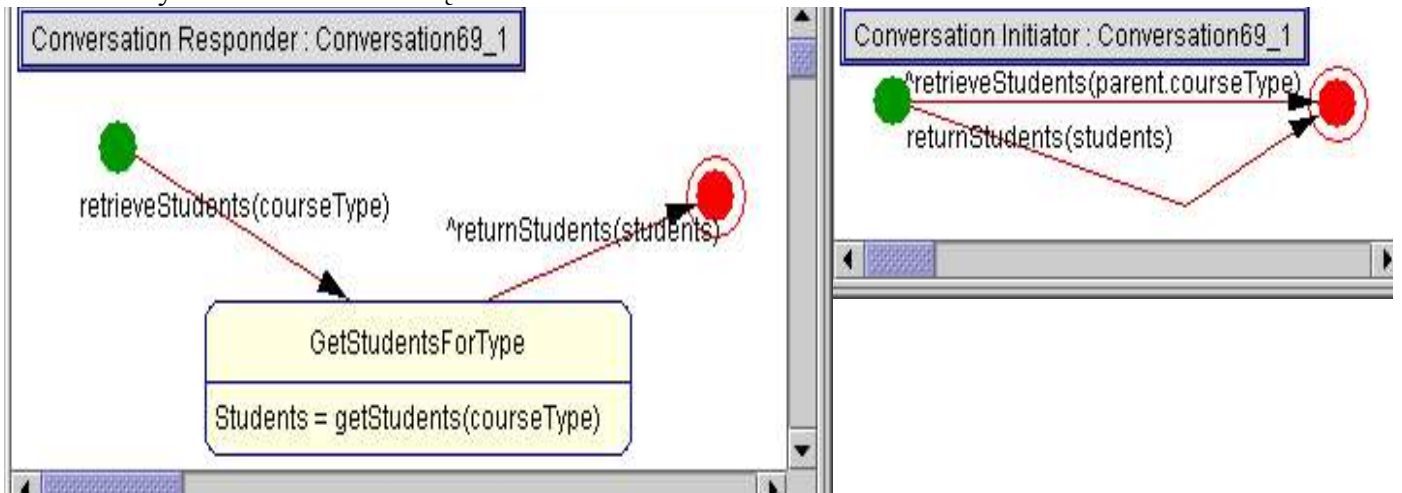 Conversation Responder : Conversation69_1
retrieveStudents(courseType)
^returnStudents(students)
GetStudentsForType
Students = getStudents(courseType)
Conversation Initiator : Conversation69_1
^retrieveStudents(parent.courseType)
returnStudents(students)